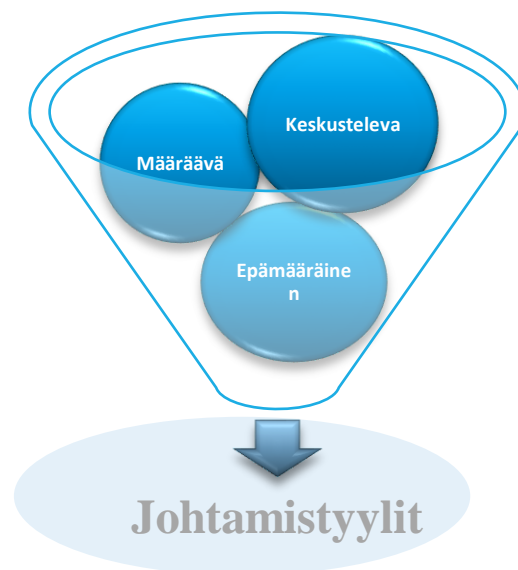 Keskusteleva
Määräävä
Epämääräine
n
Johtamistyylit